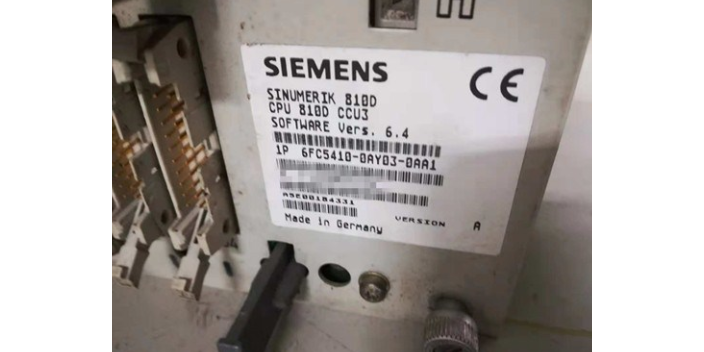 SIEMENS
CE
SINUMERIK 810D
CPU 810D CCU3
SOFTWARE Vers. 6.4
1P 6FC5410-0AY03-0AA1
A5E00184331
Made in Germany
VERSION A